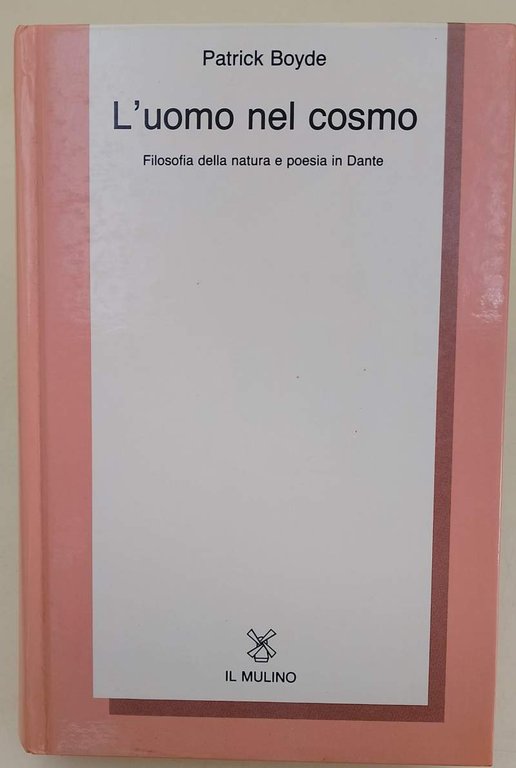 Patrick Boyde
L'uomo nel cosmo
Filosofia della natura e poesia in Dante
IL MULINO